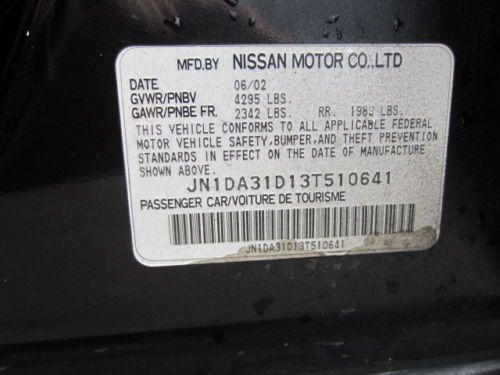 MFD.BY NISSAN MOTOR CO.,LTD
DATE 06/02
GVWR/PNBV 4295 LBS.
GAWR/PNBE FR. 2342 LBS. RR. 1989 LBS.
THIS VEHICLE CONFORMS TO ALL APPLICABLE FEDERAL
MOTOR VEHICLE SAFETY,BUMPER,AND THEFT PREVENTION
STANDARDS IN EFFECT ON THE DATE OF MANUFACTURE
SHOWN ABOVE.
JN1DA31D13T510641
PASSENGER CAR/VOITURE DE TOURISME
JN1DA31D13T510641